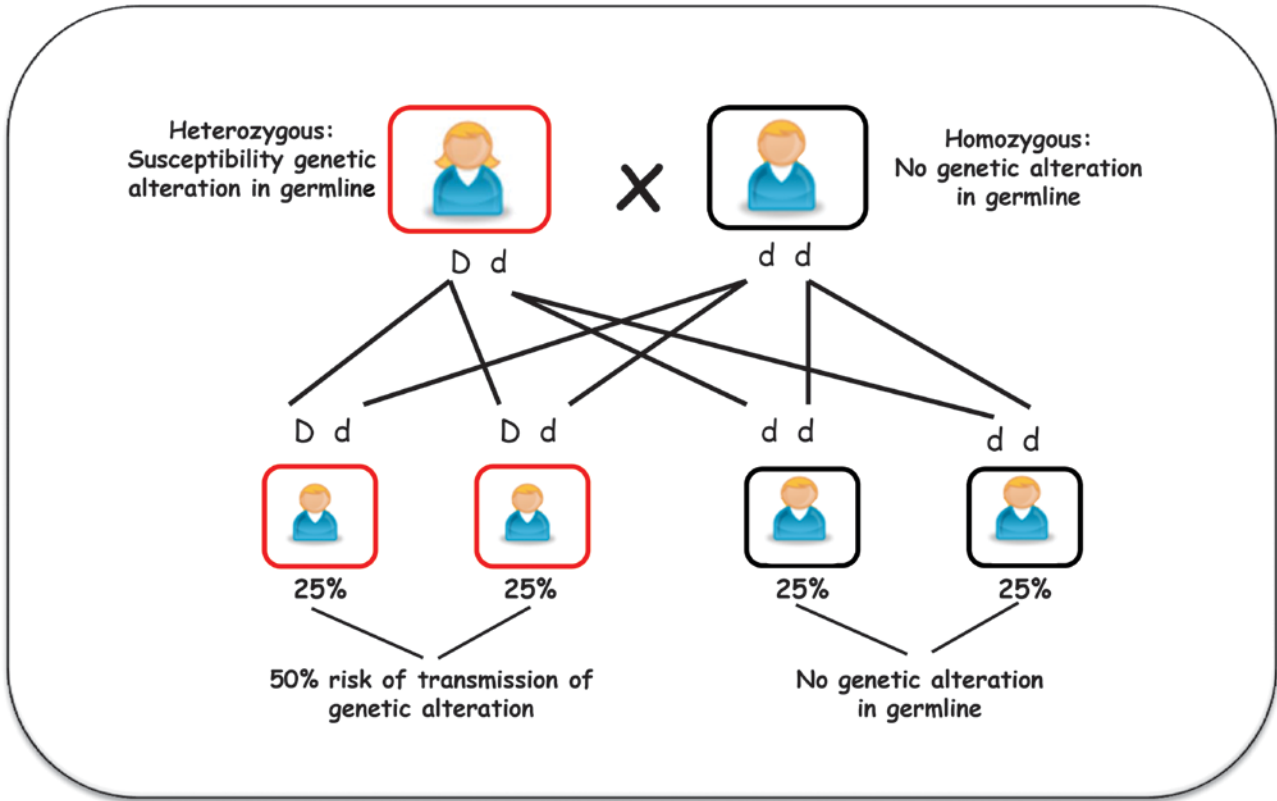 Heterozygous:
Susceptibility genetic
alteration in germline
X
Homozygous:
No genetic alteration
in germline
D d
d d
D d
D d
d d
d d
25%
25%
25%
25%
50% risk of transmission of
genetic alteration
No genetic alteration
in germline